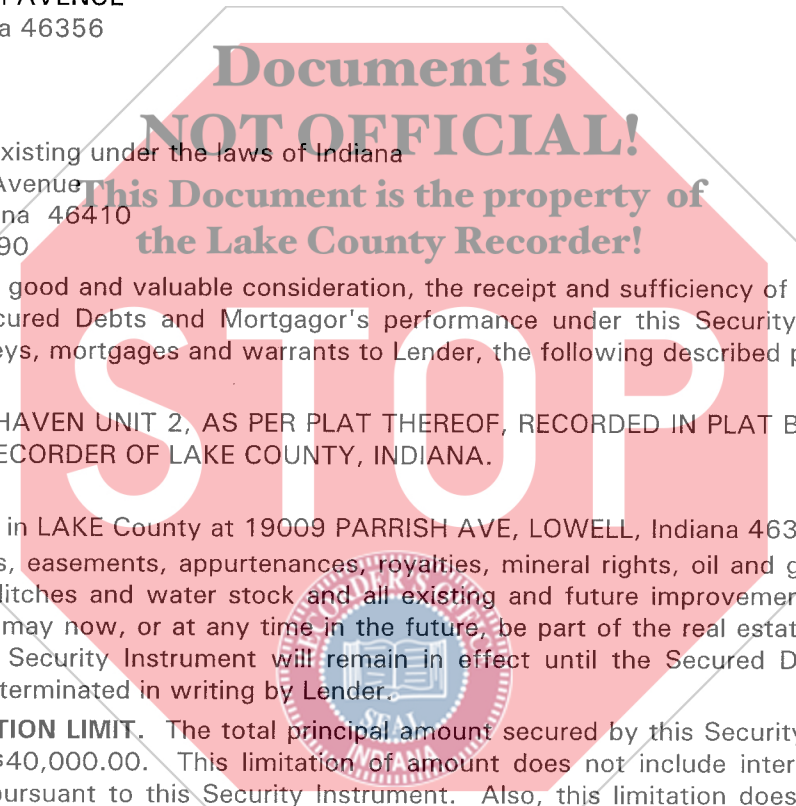 AVENUE
a 46356
Document is
NOT OFFICIAL!
xisting under the laws of Indiana
Avenue
This Document is the property of
na 46410
the Lake County Recorder!
90
good and valuable consideration, the receipt and sufficiency of
cured Debts and Mortgagor's performance under this Security
eys, mortgages and warrants to Lender, the following described p
STOP
HAVEN UNIT 2, AS PER PLAT THEREOF, RECORDED IN PLAT B
ECORDER OF LAKE COUNTY, INDIANA.
in LAKE County at 19009 PARRISH AVE, LOWELL, Indiana 463
s, easements, appurtenances, royalties, mineral rights, oil and g
litches and water stock and all existing and future improvemen
may now, or at any time in the future, be part of the real estat
Security Instrument will remain in effect until the Secured D
terminated in writing by Lender.
RECORDER'S OFFICE
SEAL
INDIANA
TION LIMIT. The total principal amount secured by this Security
$40,000.00. This limitation of amount does not include inter
pursuant to this Security Instrument. Also, this limitation does